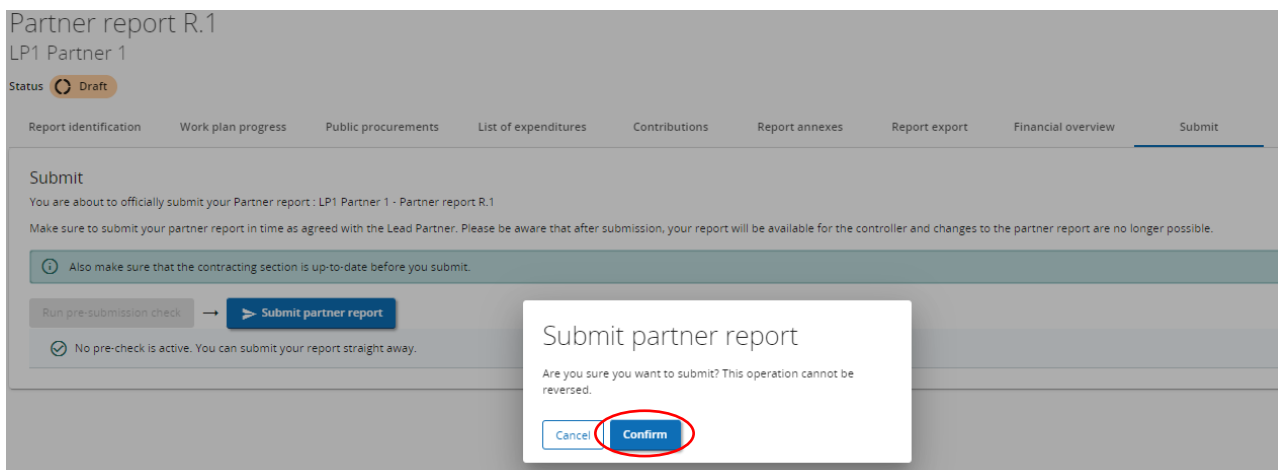 Partner report R.1
LP1 Partner 1
Status Draft
Report identification Work plan progress Public procurements List of expenditures Contributions Report annexes Report export Financial overview Submit
Submit
You are about to officially submit your Partner report : LP1 Partner 1 - Partner report R.1
Make sure to submit your partner report in time as agreed with the Lead Partner. Please be aware that after submission, your report will be available for the controller and changes to the partner report are no longer possible.
Also make sure that the contracting section is up-to-date before you submit.
Run pre-submission check → Submit partner report
No pre-check is active. You can submit your report straight away.
Submit partner report
Are you sure you want to submit? This operation cannot be
reversed.
Cancel Confirm